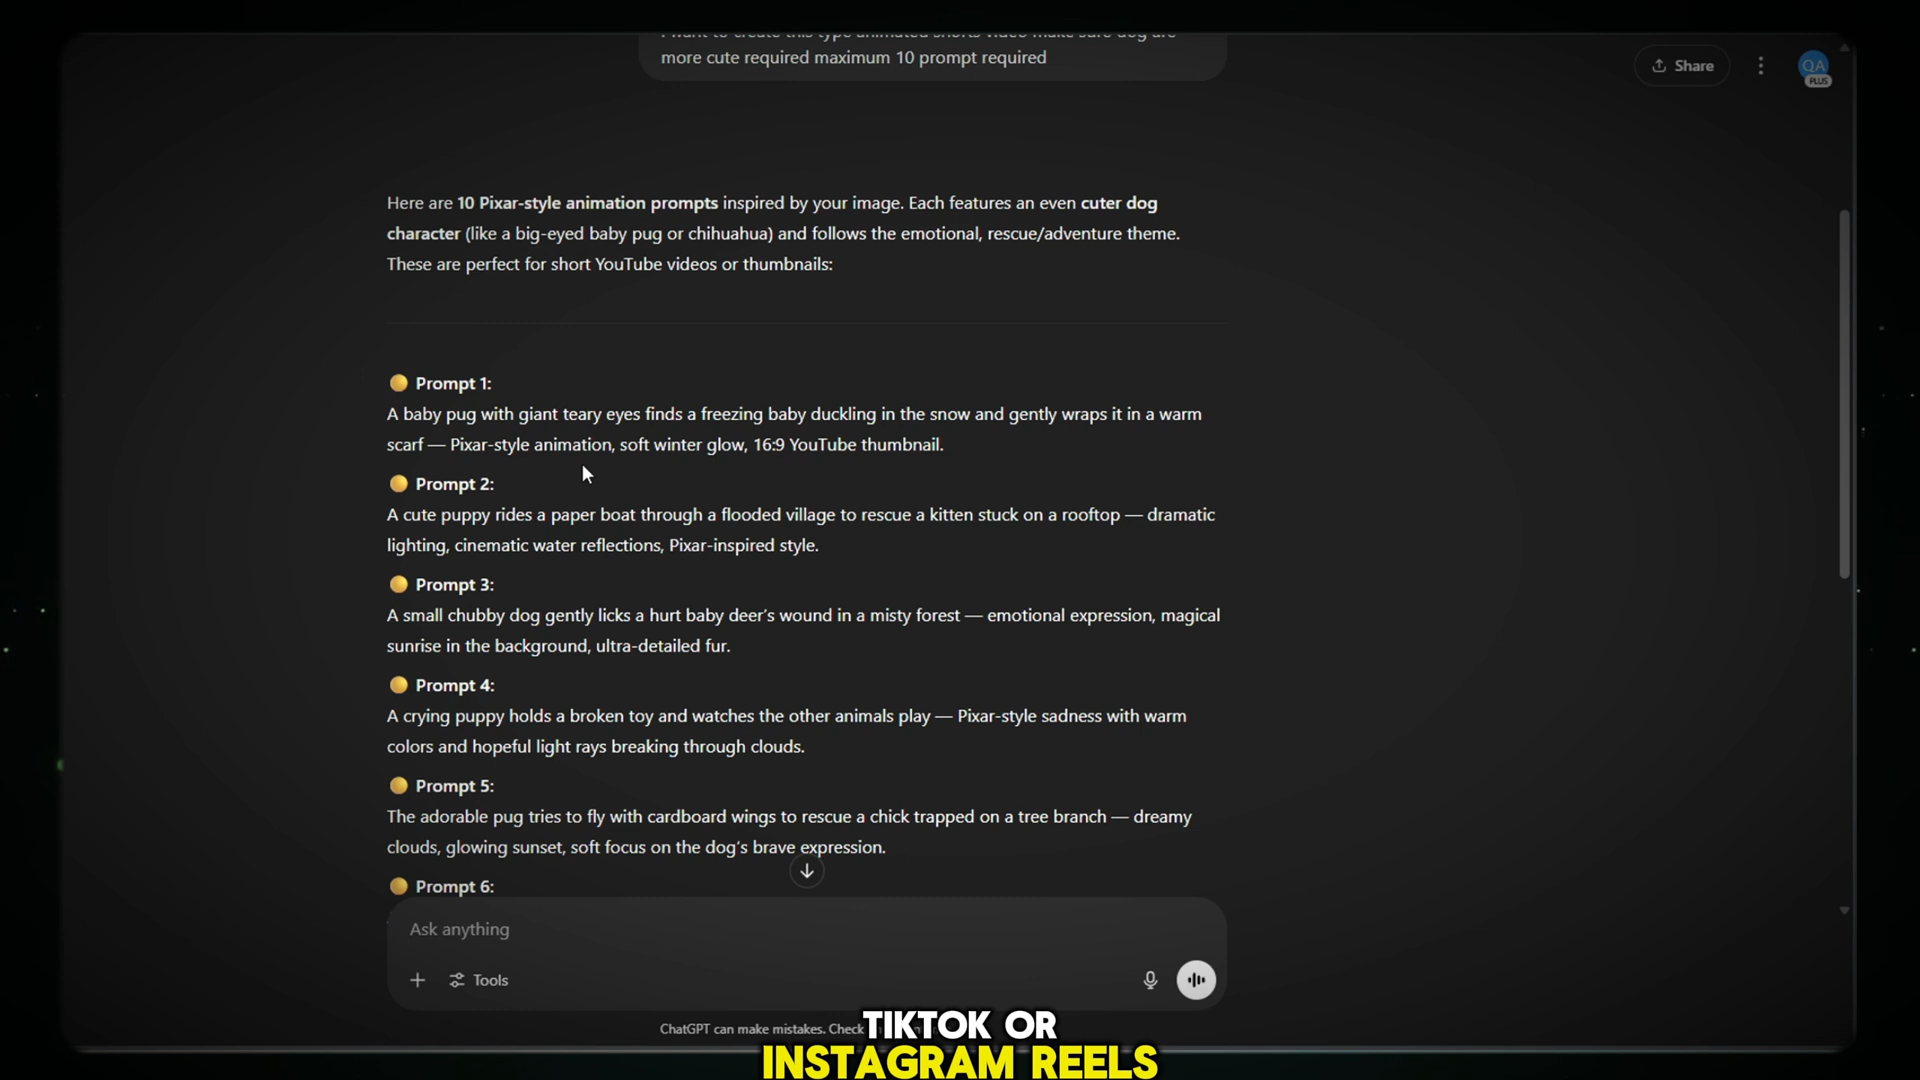 more cute required maximum 10 prompt required
Share
QA
PLUS
Here are 10 Pixar-style animation prompts inspired by your image. Each features an even cuter dog
character (like a big-eyed baby pug or chihuahua) and follows the emotional, rescue/adventure theme.
These are perfect for short YouTube videos or thumbnails:
Prompt 1:
A baby pug with giant teary eyes finds a freezing baby duckling in the snow and gently wraps it in a warm
scarf — Pixar-style animation, soft winter glow, 16:9 YouTube thumbnail.
Prompt 2:
A cute puppy rides a paper boat through a flooded village to rescue a kitten stuck on a rooftop — dramatic
lighting, cinematic water reflections, Pixar-inspired style.
Prompt 3:
A small chubby dog gently licks a hurt baby deer's wound in a misty forest — emotional expression, magical
sunrise in the background, ultra-detailed fur.
Prompt 4:
A crying puppy holds a broken toy and watches the other animals play — Pixar-style sadness with warm
colors and hopeful light rays breaking through clouds.
Prompt 5:
The adorable pug tries to fly with cardboard wings to rescue a chick trapped on a tree branch — dreamy
clouds, glowing sunset, soft focus on the dog's brave expression.
Prompt 6:
Ask anything
Tools
ChatGPT can make mistakes. Check
TIKTOK OR
INSTAGRAM REELS